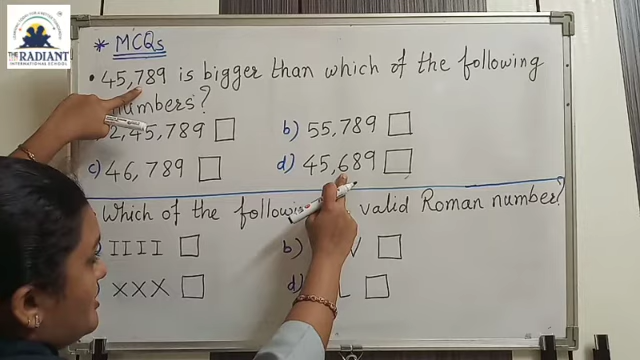 THE RADIANT
INTERNATIONAL SCHOOL
* MCQs
• 45,789 is bigger than which of the following
numbers?
2,45,789 b) 55,789
c) 46,789 d) 45,689
Which of the valid Roman number?
IIII b)
XXX d)